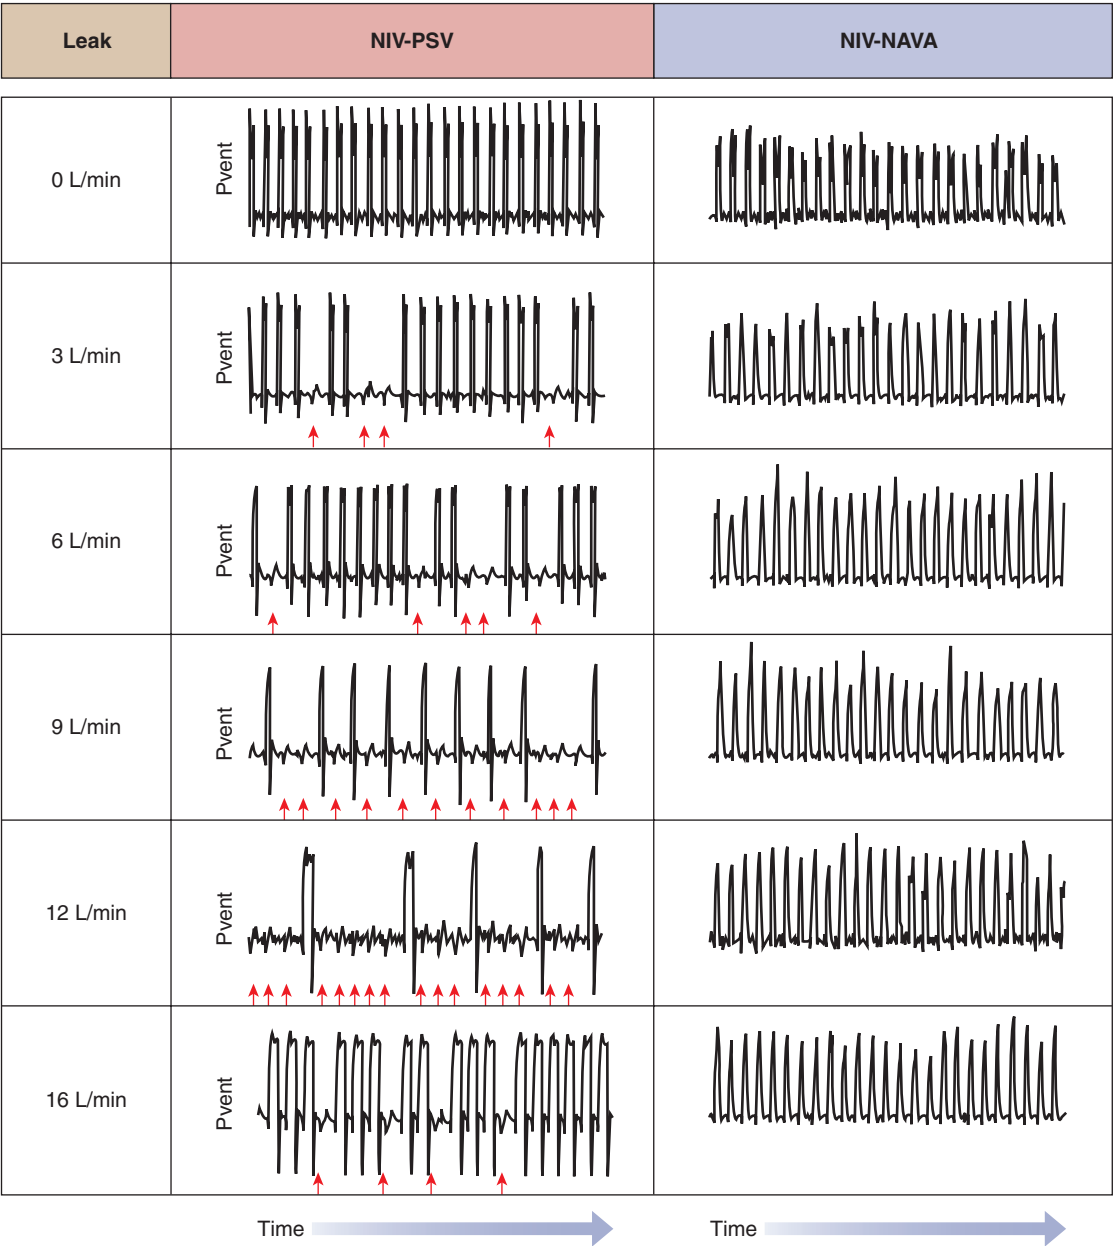 Leak NIV-PSV NIV-NAVA
0 L/min Pvent
3 L/min Pvent
6 L/min Pvent
9 L/min Pvent
12 L/min Pvent
16 L/min Pvent
Time Time